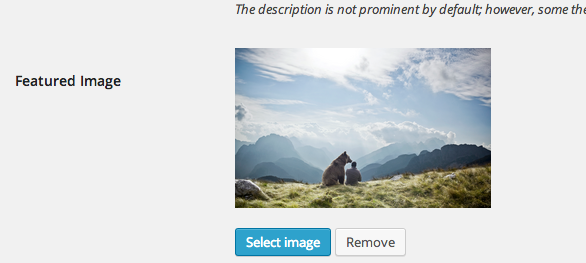 The description is not prominent by default; however, some the
Featured Image
Select image
Remove